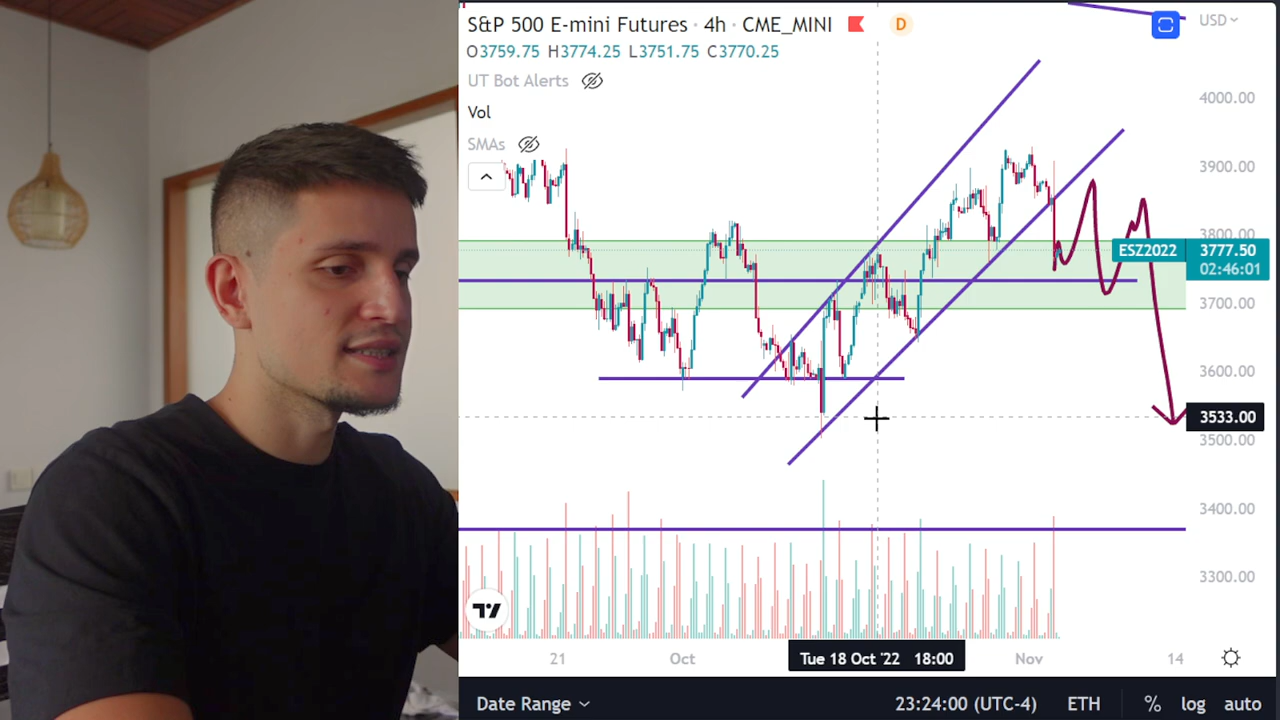 S&P 500 E-mini Futures · 4h · CME_MINI D USD
O3759.75 H3774.25 L3751.75 C3770.25
UT Bot Alerts
Vol
SMAs
4000.00
3900.00
3800.00
ESZ2022 3777.50
02:46:01
3700.00
3600.00
3533.00
3500.00
3400.00
3300.00
21 Oct Tue 18 Oct '22 18:00 Nov 14
Date Range 23:24:00 (UTC-4) ETH % log auto